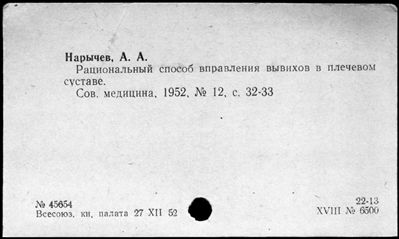 Нарычев, А. А.
Рациональный способ вправления вывихов в плечевом
суставе.
Сов. медицина, 1952, № 12, с. 32-33
№ 45654
Всесоюз. кн. палата 27 XII 52
22-13
XVIII № 6500